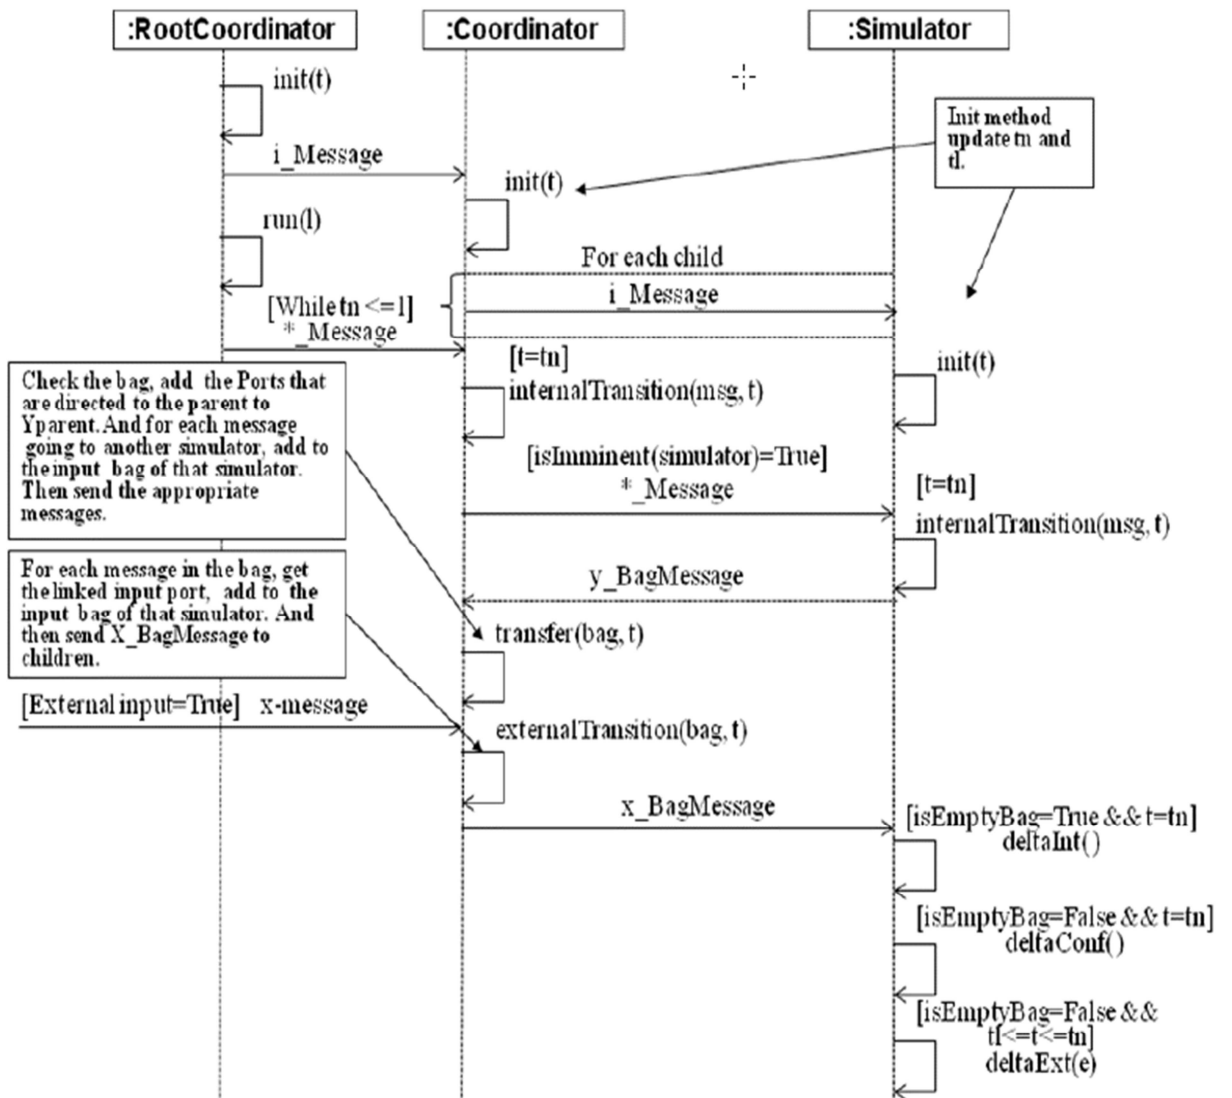 :RootCoordinator
:Coordinator
:Simulator
init(t)
Init method
update tn and
tl.
i_Message
init(t)
run(l)
For each child
i_Message
[While tn <=l]
*_Message
[t=tn]
internalTransition(msg, t)
init(t)
Check the bag, add the Ports that
are directed to the parent to
Yparent. And for each message
going to another simulator, add to
the input bag of that simulator.
Then send the appropriate
messages.
[isImminent(simulator)=True]
*_Message
[t=tn]
internalTransition(msg, t)
For each message in the bag, get
the linked input port, add to the
input bag of that simulator. And
then send X_BagMessage to
children.
y_BagMessage
transfer(bag, t)
[External input=True] x-message
externalTransition(bag, t)
x_BagMessage
[isEmptyBag=True && t=tn]
deltaInt()
[isEmptyBag=False && t=tn]
deltaConf()
[isEmptyBag=False &&
tl<=t<=tn]
deltaExt(e)